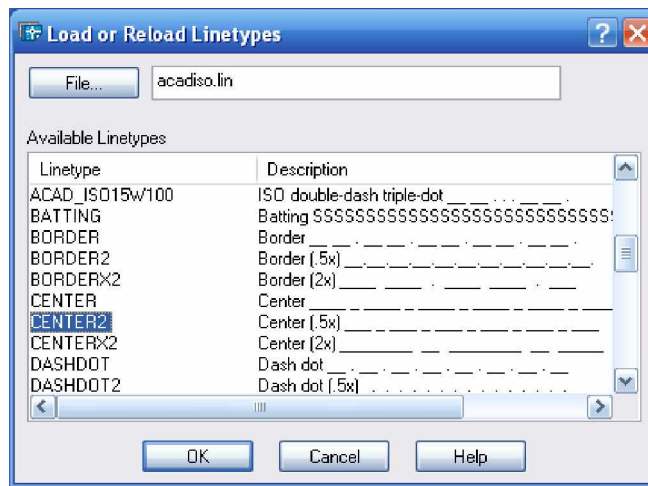 Load or Reload Linetypes
File... acadiso.lin
Available Linetypes
Linetype Description
ACAD_ISO15W100 ISO double-dash triple-dot __ __ . . . __ __ .
BATTING Batting SSSSSSSSSSSSSSSSSSSSSSSSSSSSS
BORDER Border __ __ . __ __ . __ __ . __ __ .
BORDER2 Border (.5x) __.__.__.__.__.__.__.__.__.
BORDERX2 Border (2x) ____ ____ . ____ ____ . ___
CENTER Center ____ _ ____ _ ____ _ ____ _ ____
CENTER2 Center (.5x) ___ _ ___ _ ___ _ ___ _ ___
CENTERX2 Center (2x) ________ __ ________ __ _____
DASHDOT Dash dot __ . __ . __ . __ . __ . __ .
DASHDOT2 Dash dot (.5x) _._._._._._._._._._._.
OK Cancel Help